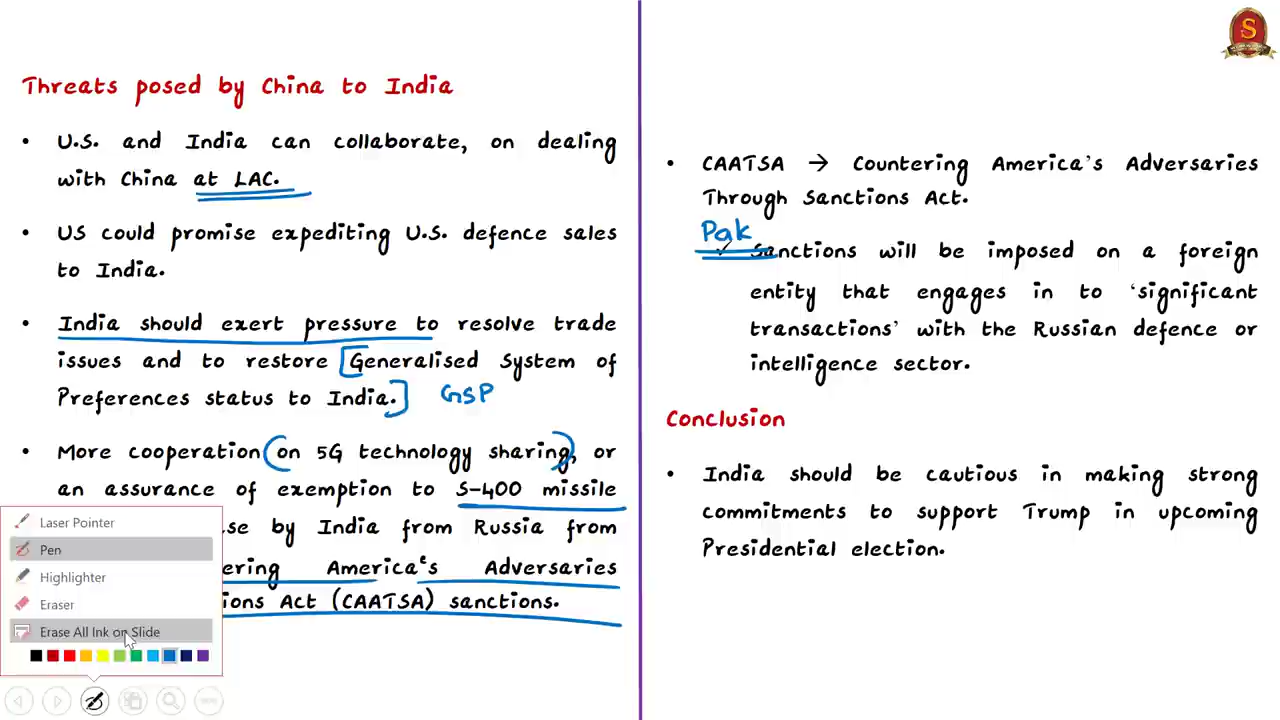 Threats posed by China to India
• U.S. and India can collaborate, on dealing
with China at LAC.
• US could promise expediting U.S. defence sales
to India.
• India should exert pressure to resolve trade
issues and to restore Generalised System of
Preferences status to India. GSP
• More cooperation on 5G technology sharing, or
an assurance of exemption to S-400 missile
se by India from Russia from
ering America's Adversaries
ions Act (CAATSA) sanctions.
Laser Pointer
Pen
Highlighter
Eraser
Erase All Ink on Slide
S
• CAATSA → Countering America's Adversaries
Through Sanctions Act.
Pak
✓ Sanctions will be imposed on a foreign
entity that engages in to 'significant
transactions' with the Russian defence or
intelligence sector.
Conclusion
• India should be cautious in making strong
commitments to support Trump in upcoming
Presidential election.